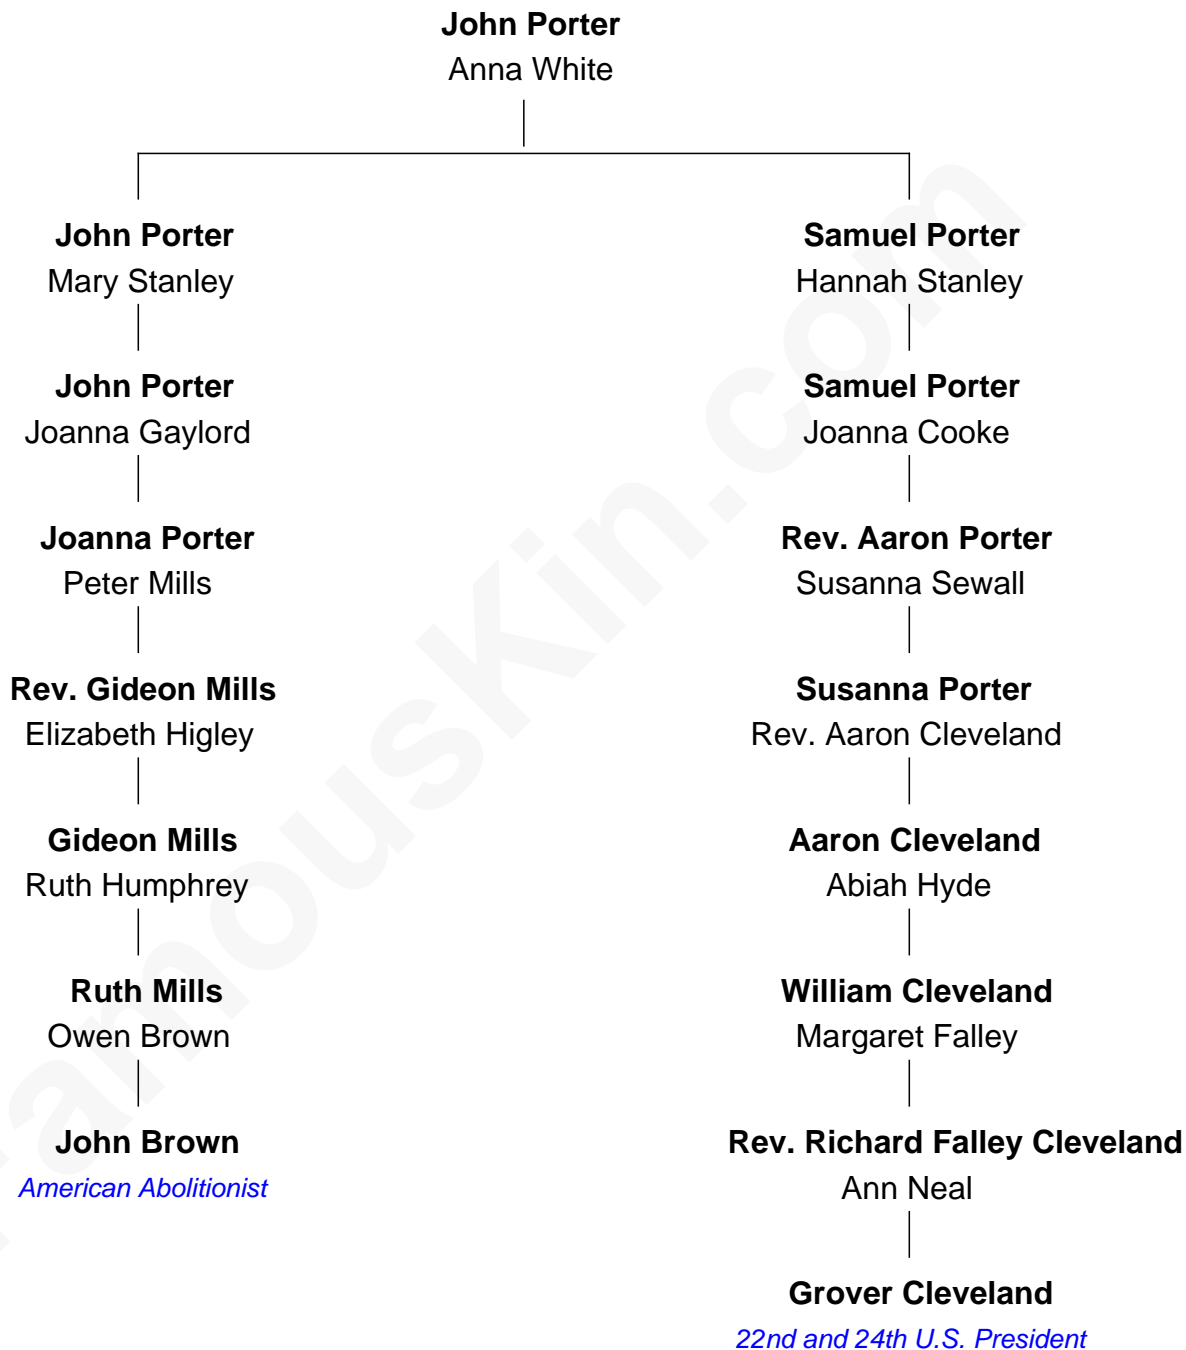 John Porter
Anna White
John Porter
Mary Stanley
Samuel Porter
Hannah Stanley
John Porter
Joanna Gaylord
Samuel Porter
Joanna Cooke
Joanna Porter
Peter Mills
Rev. Aaron Porter
Susanna Sewall
Rev. Gideon Mills
Elizabeth Higley
Susanna Porter
Rev. Aaron Cleveland
Gideon Mills
Ruth Humphrey
Aaron Cleveland
Abiah Hyde
Ruth Mills
Owen Brown
William Cleveland
Margaret Falley
John Brown
American Abolitionist
Rev. Richard Falley Cleveland
Ann Neal
Grover Cleveland
22nd and 24th U.S. President
FamousKin.com